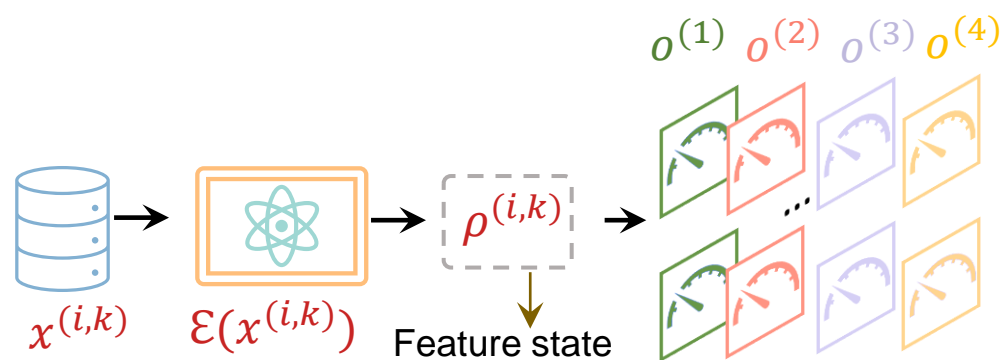 o⁽¹⁾ o⁽²⁾ o⁽³⁾ o⁽⁴⁾
ρ⁽ⁱ,ᵏ⁾
...
x⁽ⁱ,ᵏ⁾ Ɛ(x⁽ⁱ,ᵏ⁾)
Feature state